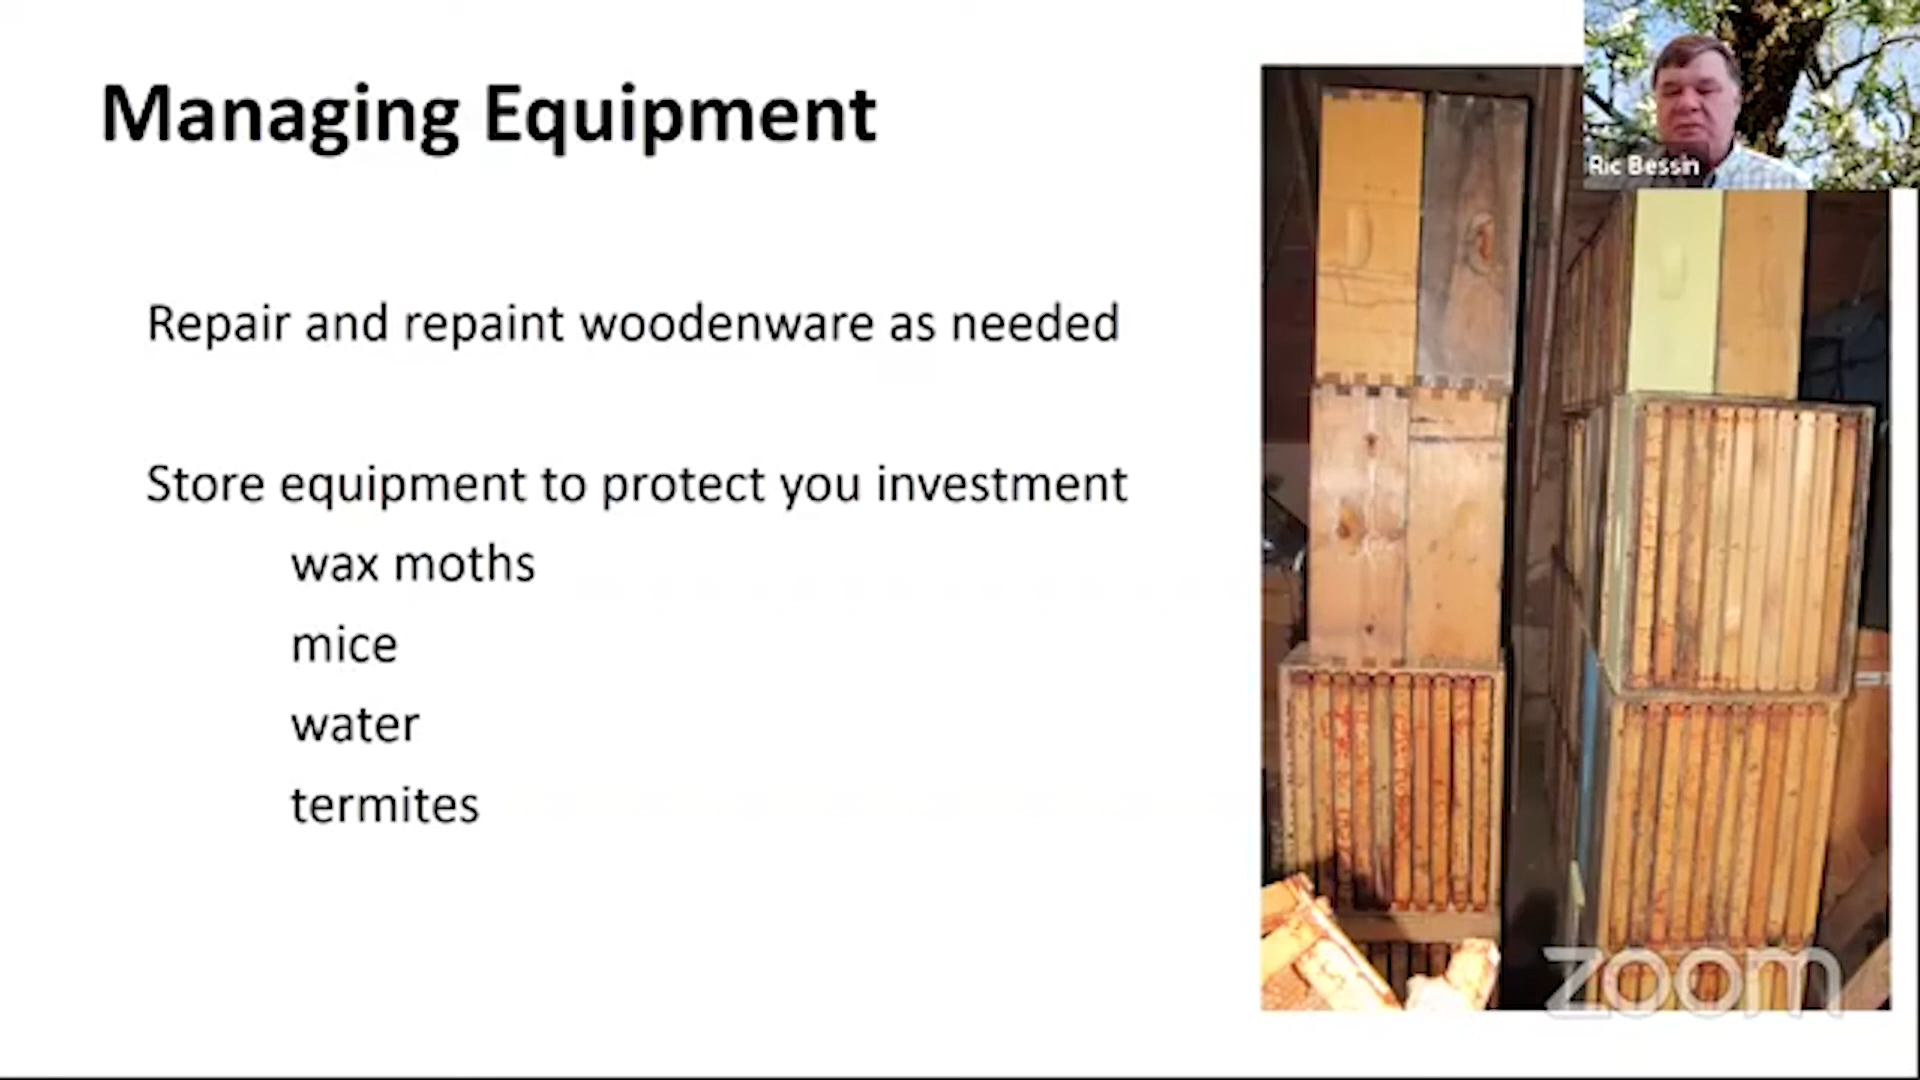 Managing Equipment
Ric Bessin
Repair and repaint woodenware as needed
Store equipment to protect you investment
wax moths
mice
water
termites
zoom